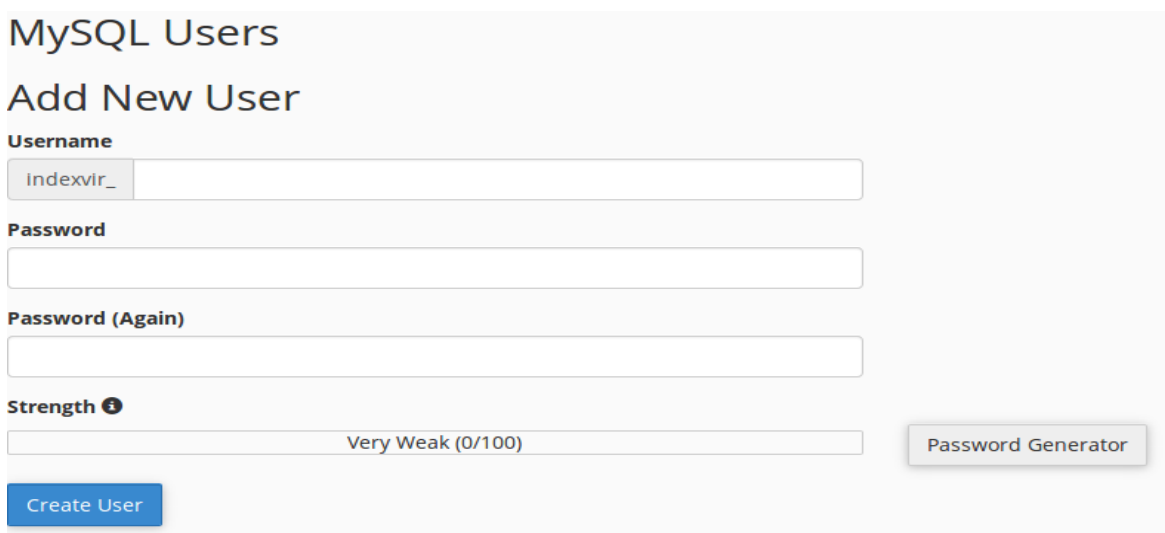 MySQL Users
Add New User
Username
indexvir_
Password
Password (Again)
Strength
Very Weak (0/100)
Password Generator
Create User